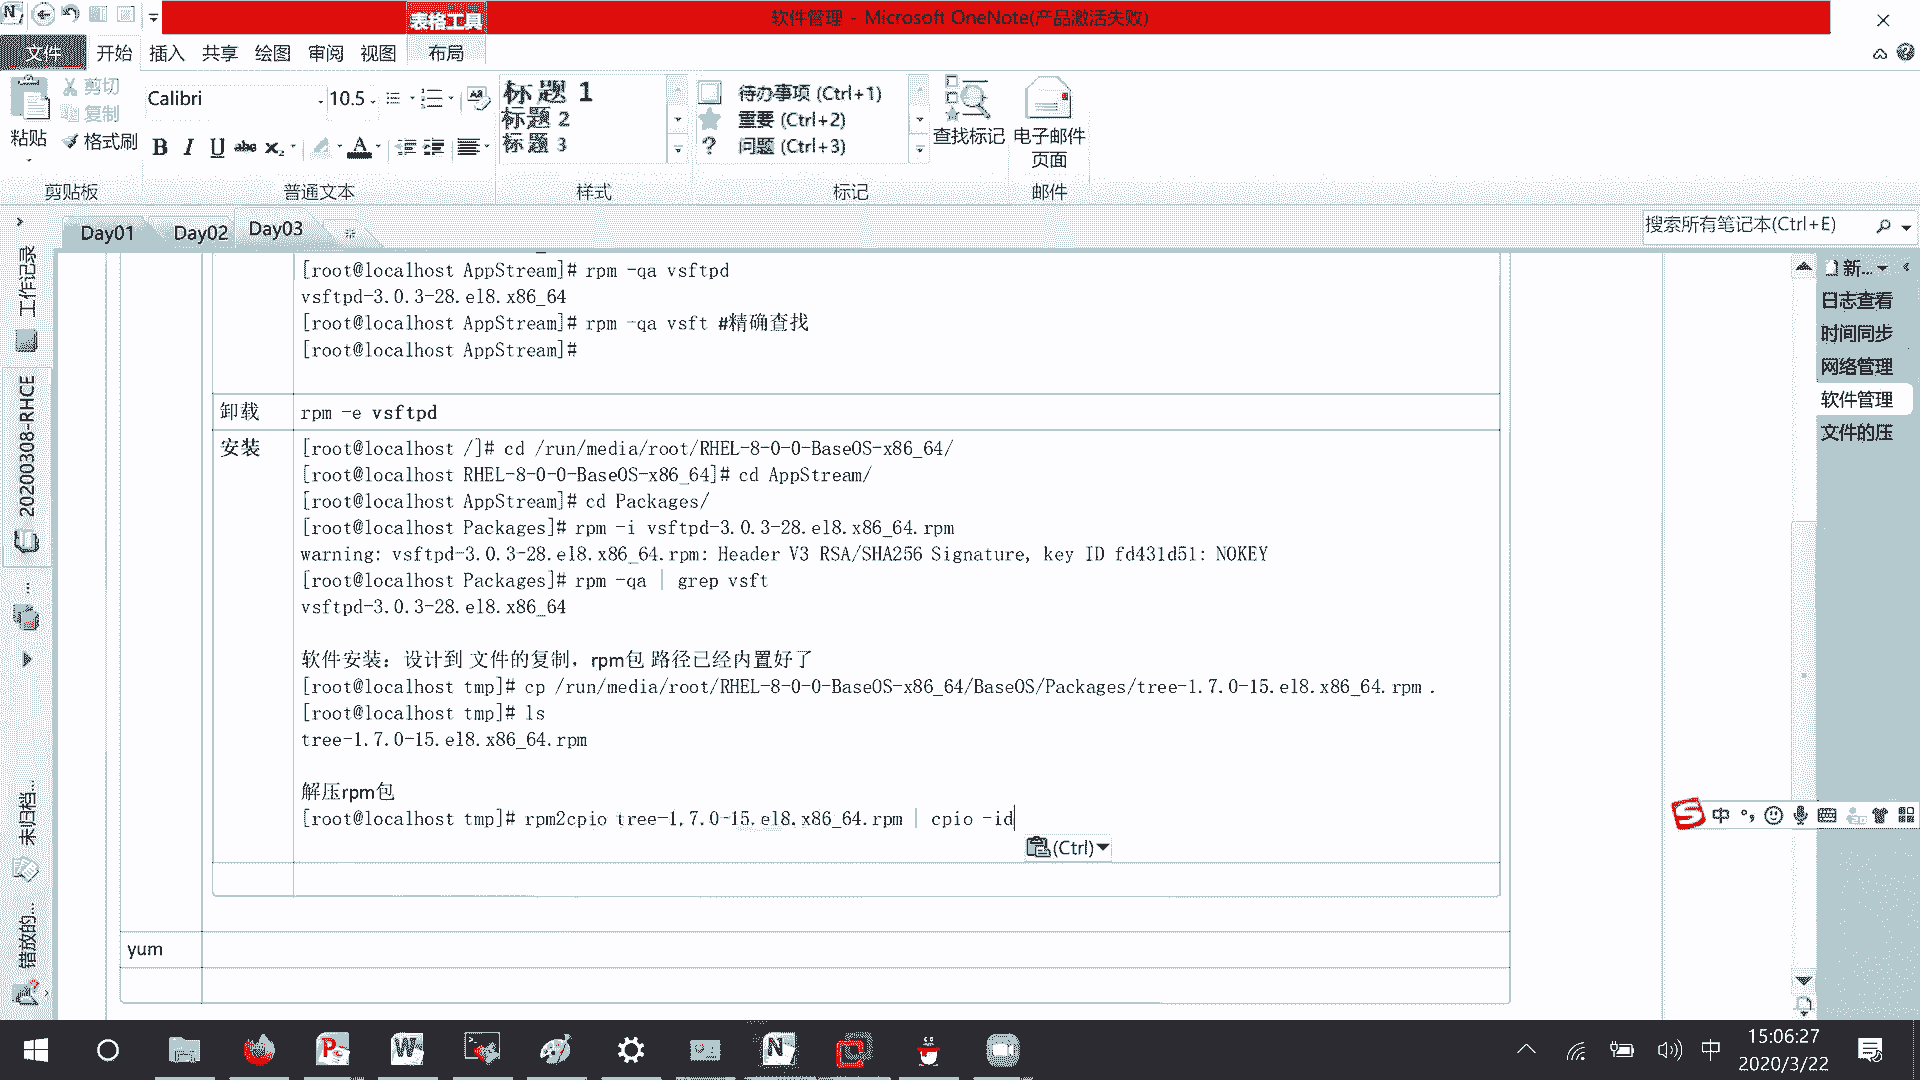 表格工具
软件管理 - Microsoft OneNote(产品激活失败)
文件 开始 插入 共享 绘图 审阅 视图 布局
粘贴
剪切
复制
格式刷
剪贴板
Calibri 10.5
普通文本
标题 1
标题 2
标题 3
样式
待办事项 (Ctrl+1)
重要 (Ctrl+2)
问题 (Ctrl+3)
标记
查找标记
电子邮件
页面
邮件
Day01 Day02 Day03
搜索所有笔记本(Ctrl+E)
工作记录
20200308-RHCE
未归档...
错放的...
[root@localhost AppStream]# rpm -qa vsftpd
vsftpd-3.0.3-28.el8.x86_64
[root@localhost AppStream]# rpm -qa vsft #精确查找
[root@localhost AppStream]#
卸载 rpm -e vsftpd
安装 [root@localhost /]# cd /run/media/root/RHEL-8-0-0-BaseOS-x86_64/
[root@localhost RHEL-8-0-0-BaseOS-x86_64]# cd AppStream/
[root@localhost AppStream]# cd Packages/
[root@localhost Packages]# rpm -i vsftpd-3.0.3-28.el8.x86_64.rpm
warning: vsftpd-3.0.3-28.el8.x86_64.rpm: Header V3 RSA/SHA256 Signature, key ID fd431d51: NOKEY
[root@localhost Packages]# rpm -qa | grep vsft
vsftpd-3.0.3-28.el8.x86_64
软件安装：设计到 文件的复制，rpm包 路径已经内置好了
[root@localhost tmp]# cp /run/media/root/RHEL-8-0-0-BaseOS-x86_64/BaseOS/Packages/tree-1.7.0-15.el8.x86_64.rpm .
[root@localhost tmp]# ls
tree-1.7.0-15.el8.x86_64.rpm
解压rpm包
[root@localhost tmp]# rpm2cpio tree-1.7.0-15.el8.x86_64.rpm | cpio -id
(Ctrl)
yum
新...
日志查看
时间同步
网络管理
软件管理
文件的压
中
中
15:06:27
2020/3/22